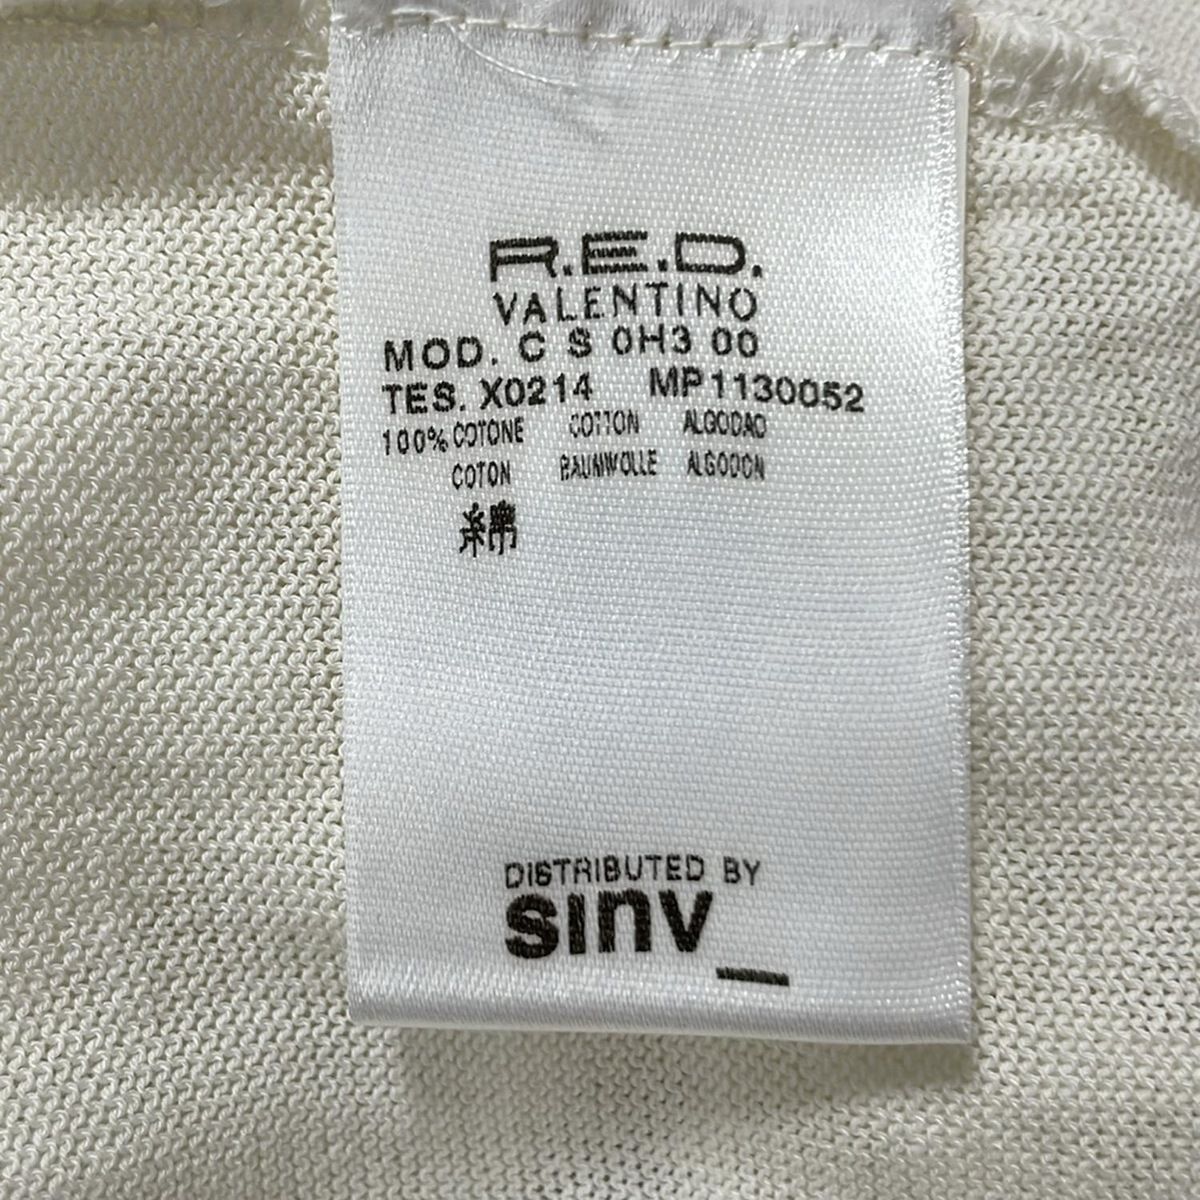 R.E.D.
VALENTINO
MOD. C S 0H3 00
TES. X0214 MP1130052
100% COTONE COTTON ALGODAO
COTON BAUMWOLLE ALGODON
綿
DISTRIBUTED BY
sinv_